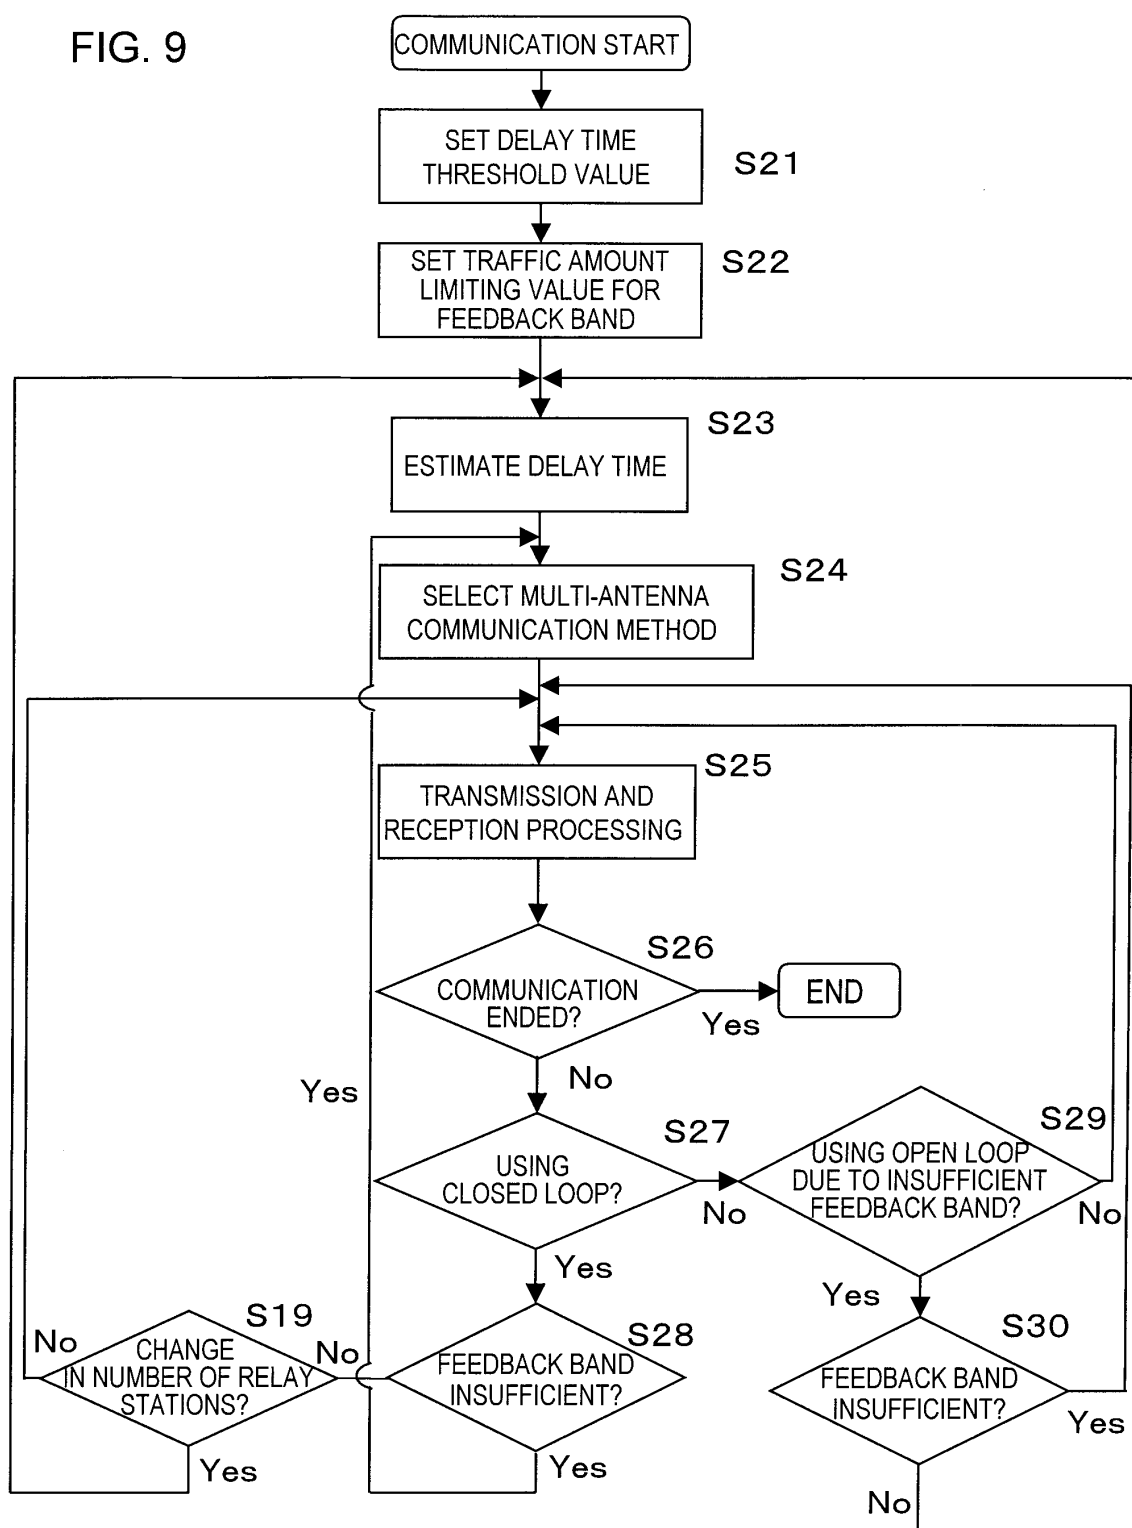 FIG. 9
COMMUNICATION START
SET DELAY TIME
THRESHOLD VALUE
S21
SET TRAFFIC AMOUNT
LIMITING VALUE FOR
FEEDBACK BAND
S22
S23
ESTIMATE DELAY TIME
S24
SELECT MULTI-ANTENNA
COMMUNICATION METHOD
S25
TRANSMISSION AND
RECEPTION PROCESSING
S26
COMMUNICATION
ENDED?
END
Yes
No
Yes
S27
USING
CLOSED LOOP?
No
Yes
S29
USING OPEN LOOP
DUE TO INSUFFICIENT
FEEDBACK BAND?
No
Yes
S19
No
CHANGE
IN NUMBER OF RELAY
STATIONS?
No
Yes
S28
FEEDBACK BAND
INSUFFICIENT?
Yes
S30
FEEDBACK BAND
INSUFFICIENT?
Yes
No